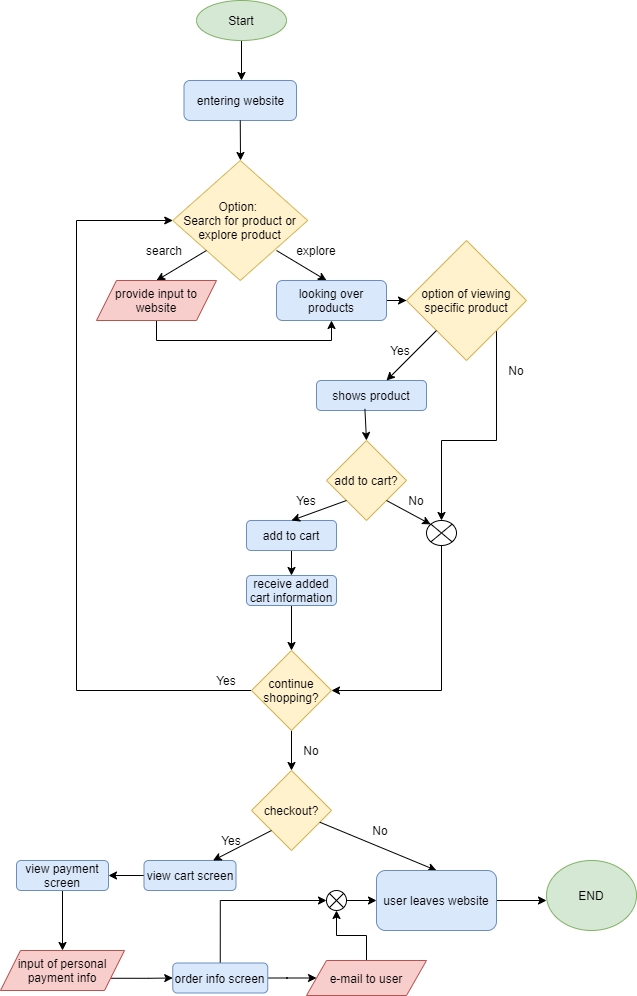 Start
entering website
Option:
Search for product or
explore product
search
explore
provide input to
website
looking over
products
option of viewing
specific product
Yes
No
shows product
add to cart?
Yes
No
add to cart
receive added
cart information
Yes
continue
shopping?
No
checkout?
Yes
No
view payment
screen
view cart screen
user leaves website
END
input of personal
payment info
order info screen
e-mail to user